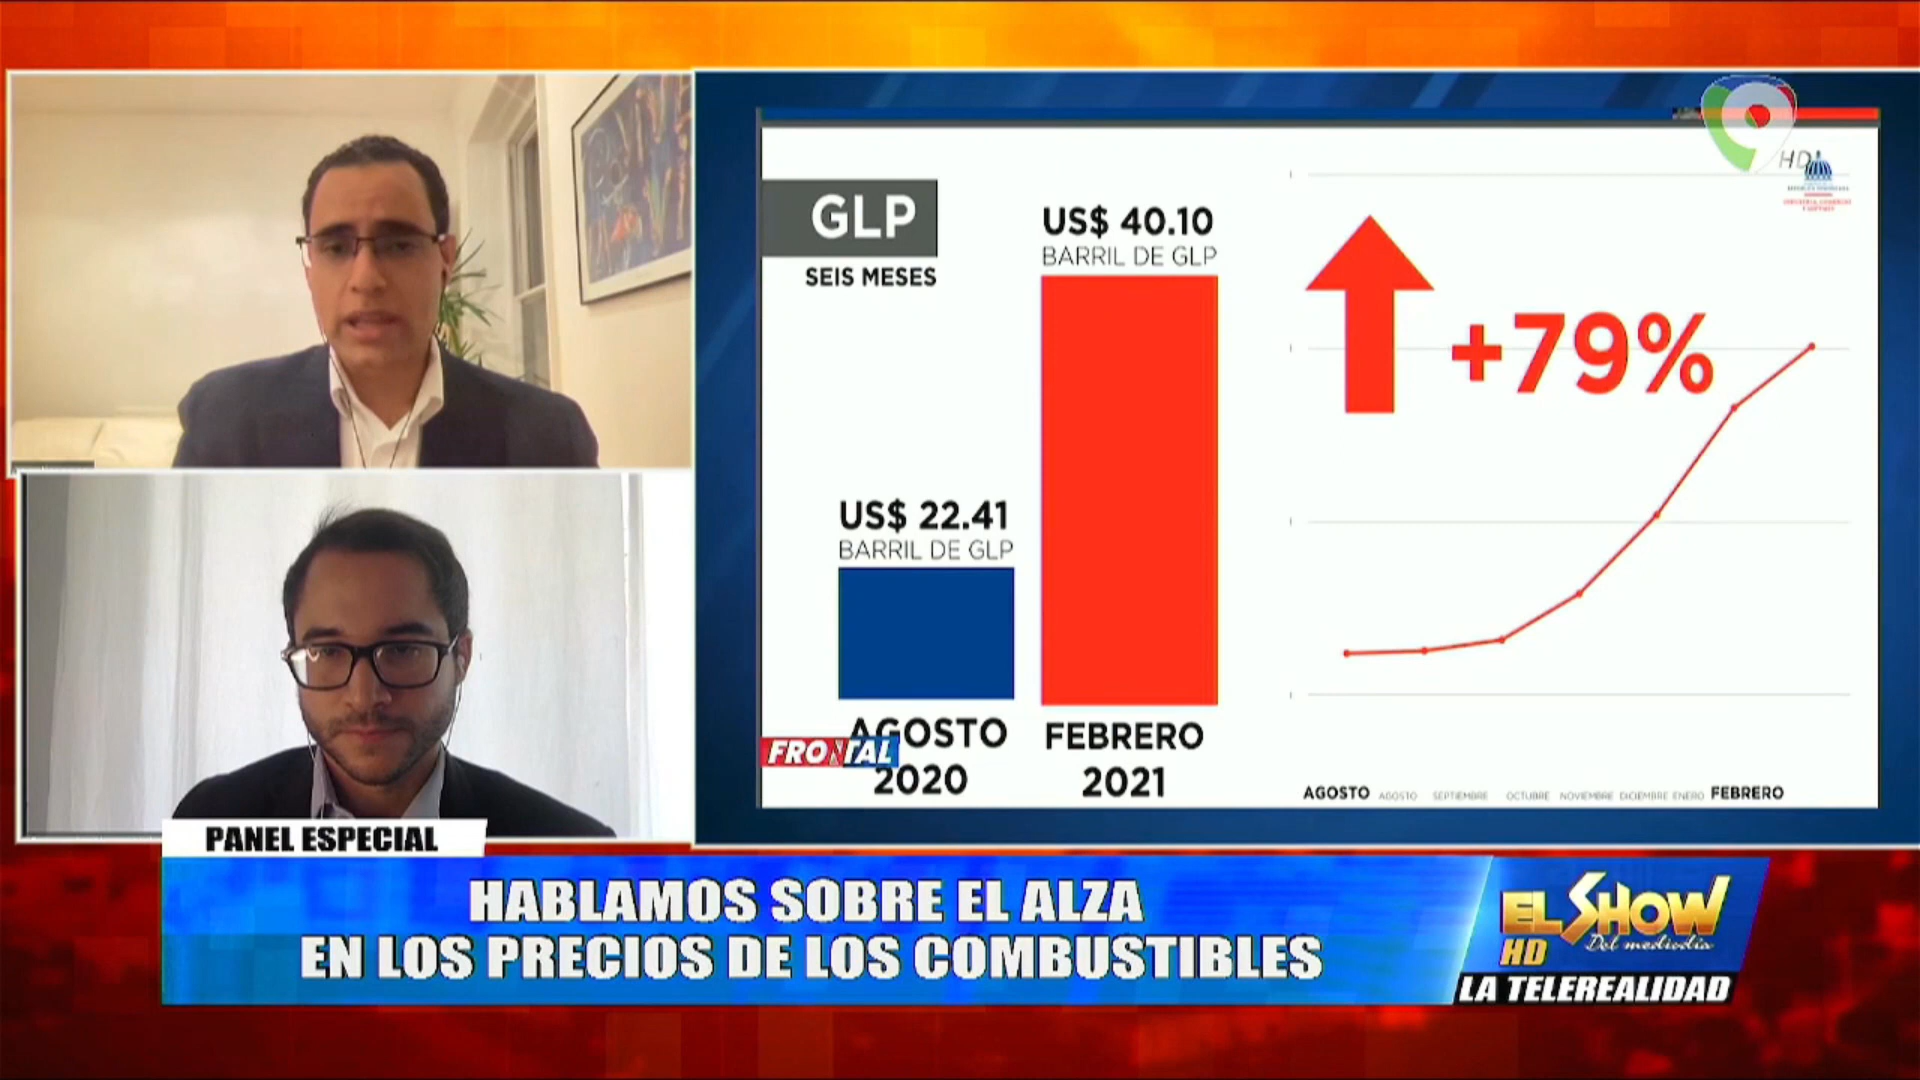 HD
GLP
SEIS MESES
US$ 40.10
BARRIL DE GLP
+79%
US$ 22.41
BARRIL DE GLP
AGOSTO
2020
FEBRERO
2021
FRONTAL
AGOSTO AGOSTO SEPTIEMBRE OCTUBRE NOVIEMBRE DICIEMBRE ENERO FEBRERO
PANEL ESPECIAL
HABLAMOS SOBRE EL ALZA
EN LOS PRECIOS DE LOS COMBUSTIBLES
EL SHOW
Del mediodía
HD
LA TELEREALIDAD